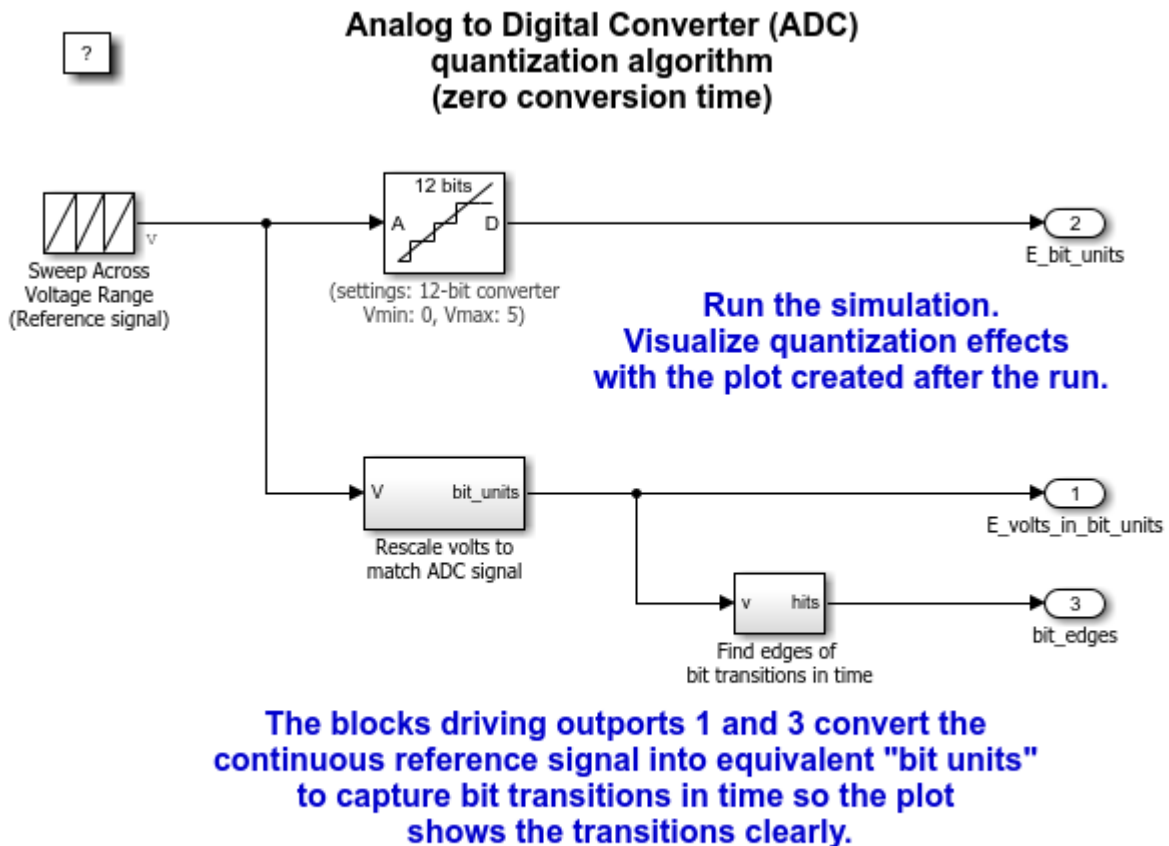 ?
Analog to Digital Converter (ADC)
quantization algorithm
(zero conversion time)
v
Sweep Across
Voltage Range
(Reference signal)
12 bits
A
D
(settings: 12-bit converter
Vmin: 0, Vmax: 5)
2
E_bit_units
Run the simulation.
Visualize quantization effects
with the plot created after the run.
V
bit_units
Rescale volts to
match ADC signal
1
E_volts_in_bit_units
v
hits
Find edges of
bit transitions in time
3
bit_edges
The blocks driving outports 1 and 3 convert the
continuous reference signal into equivalent "bit units"
to capture bit transitions in time so the plot
shows the transitions clearly.